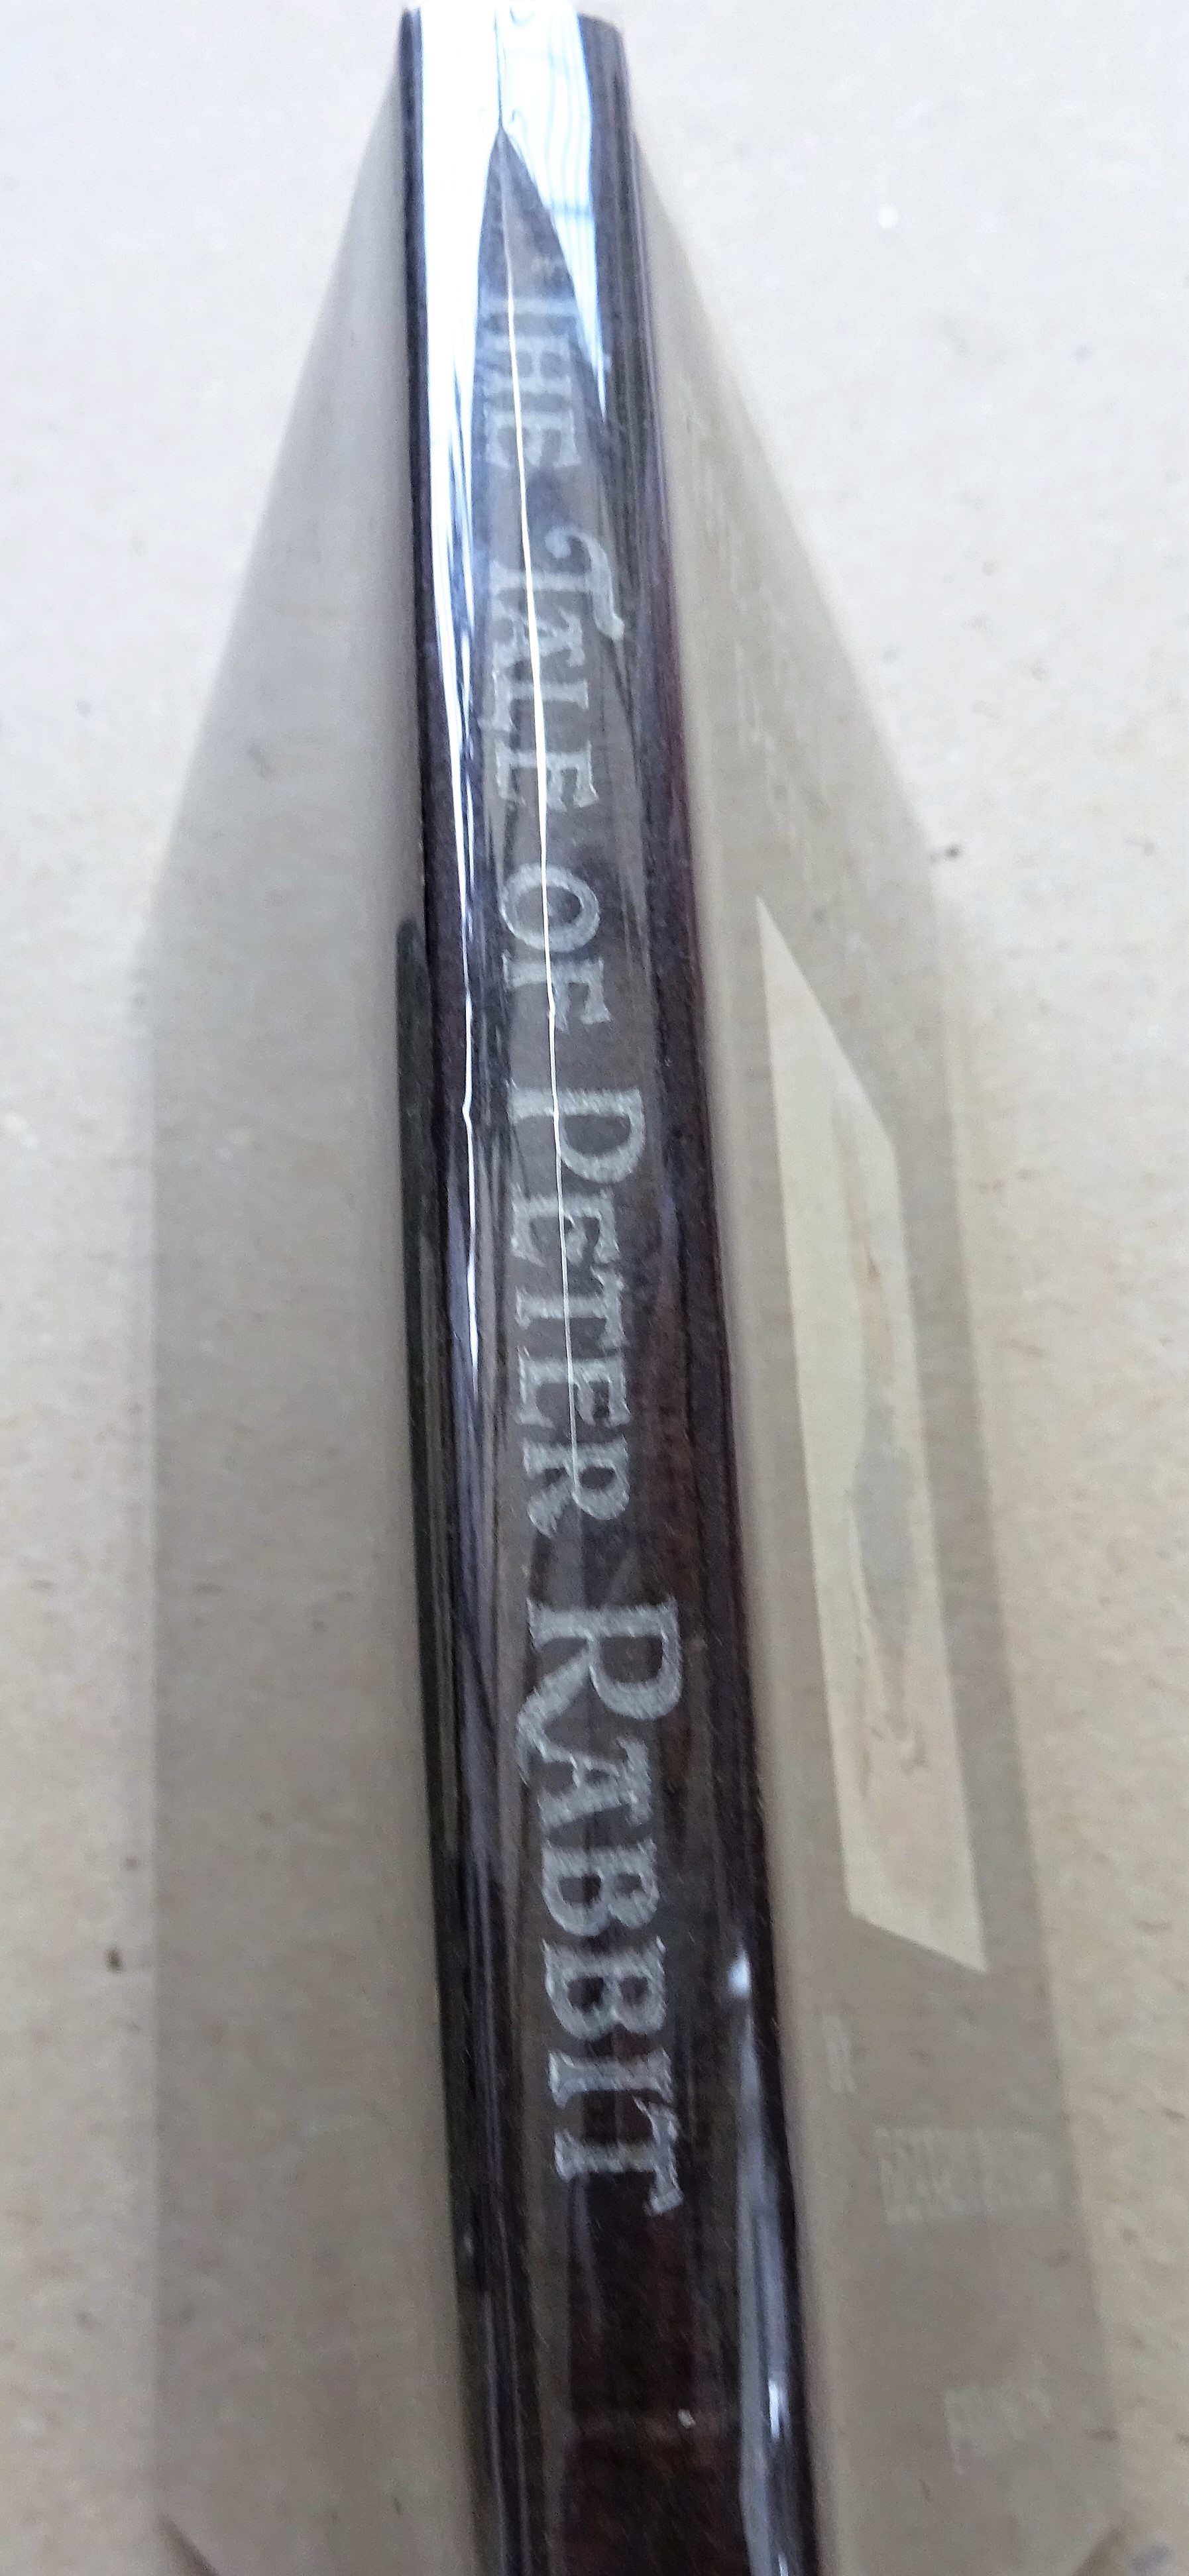 THE TALE OF PETER RABBIT